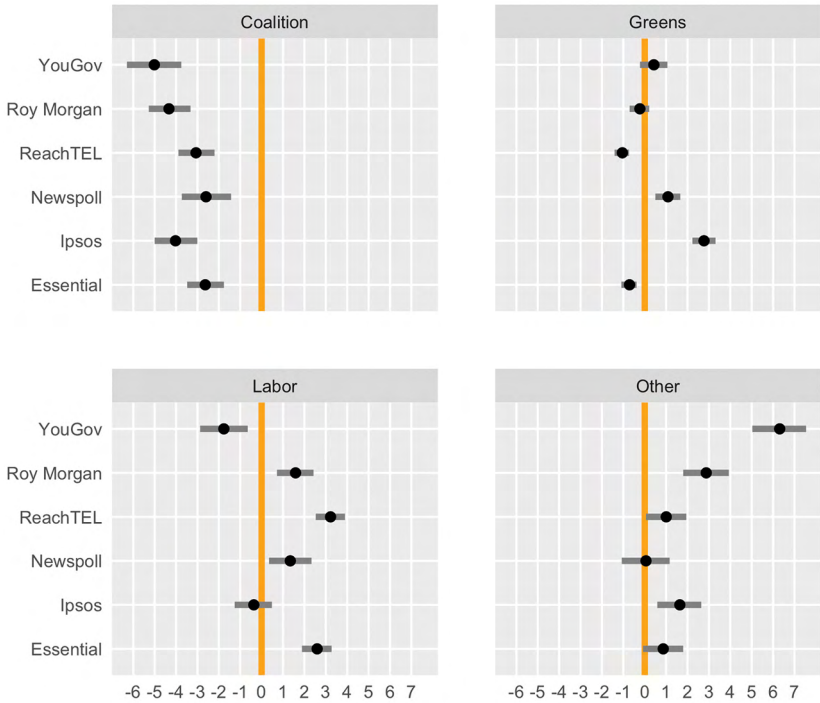 Coalition
Greens
YouGov
Roy Morgan
ReachTEL
Newspoll
Ipsos
Essential
Labor
Other
YouGov
Roy Morgan
ReachTEL
Newspoll
Ipsos
Essential
-6 -5 -4 -3 -2 -1 0 1 2 3 4 5 6 7
-6 -5 -4 -3 -2 -1 0 1 2 3 4 5 6 7